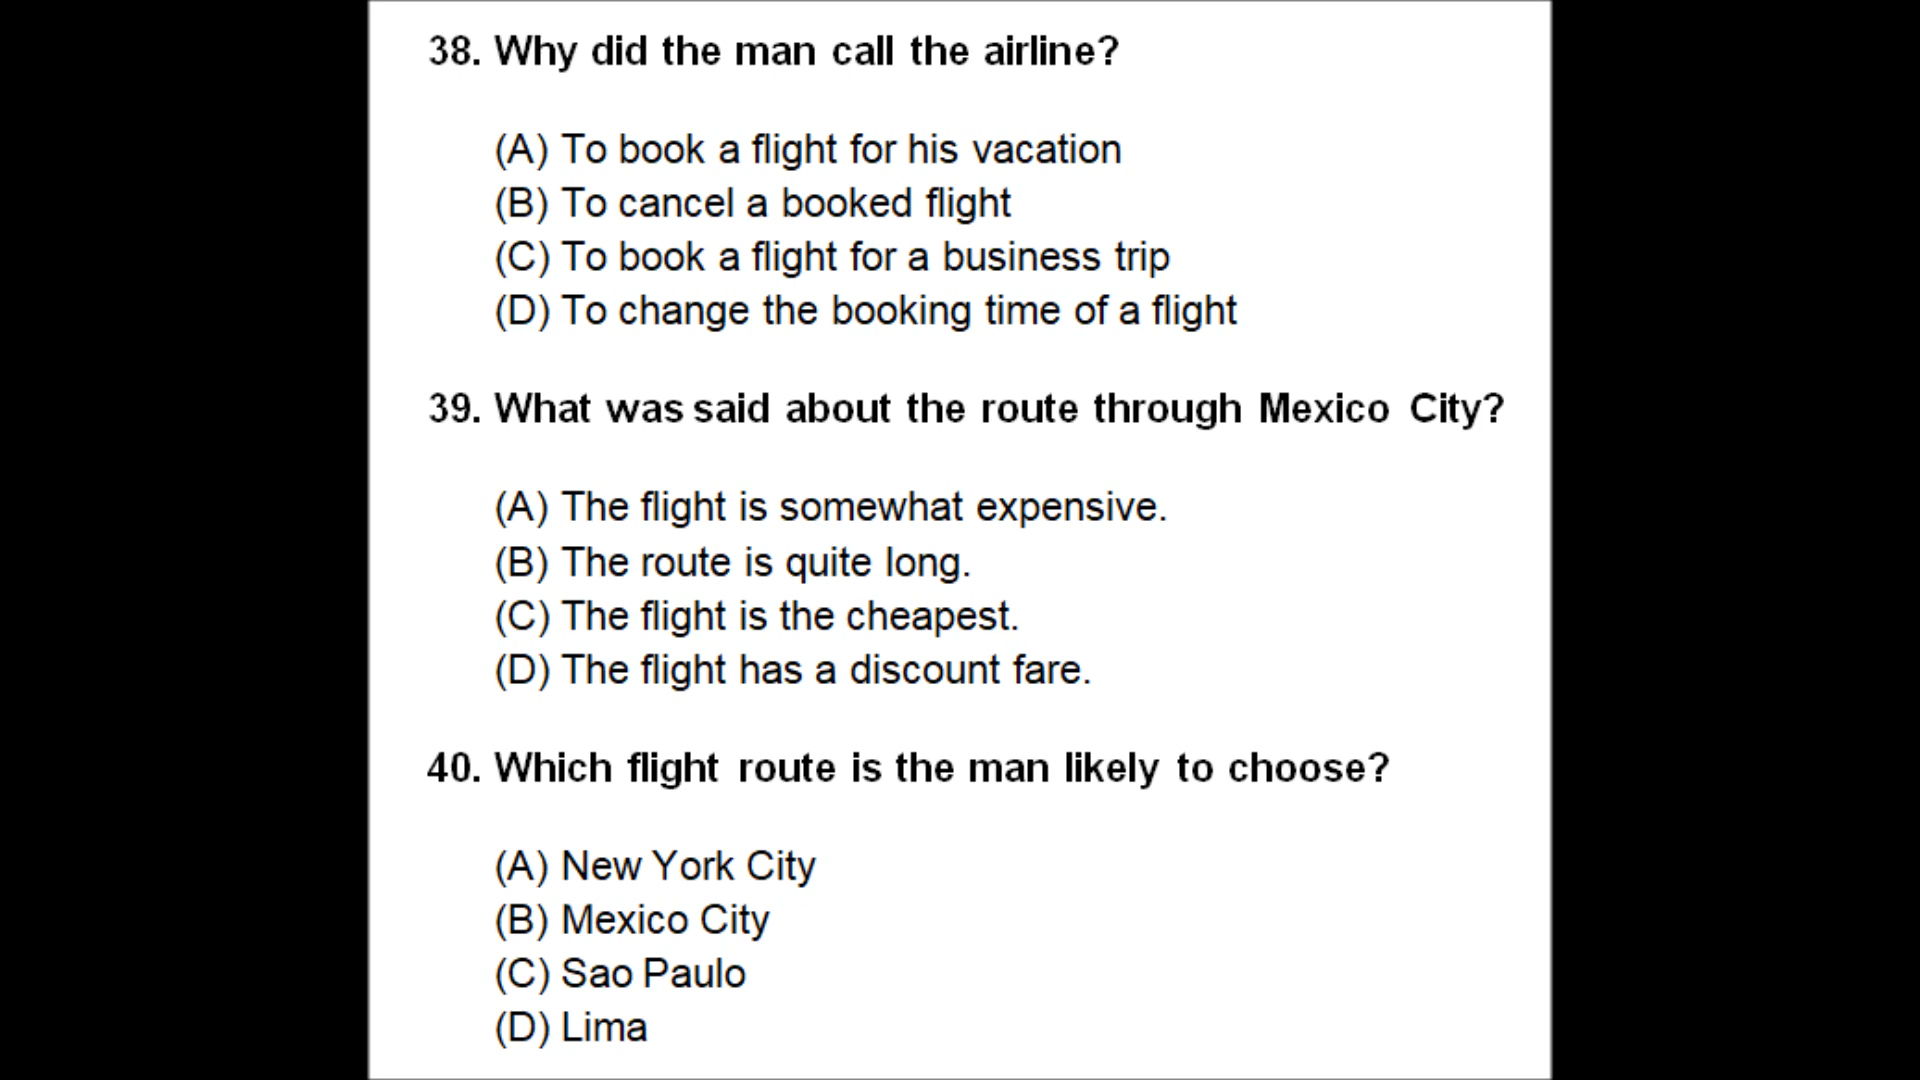 38. Why did the man call the airline?
(A) To book a flight for his vacation
(B) To cancel a booked flight
(C) To book a flight for a business trip
(D) To change the booking time of a flight
39. What was said about the route through Mexico City?
(A) The flight is somewhat expensive.
(B) The route is quite long.
(C) The flight is the cheapest.
(D) The flight has a discount fare.
40. Which flight route is the man likely to choose?
(A) New York City
(B) Mexico City
(C) Sao Paulo
(D) Lima